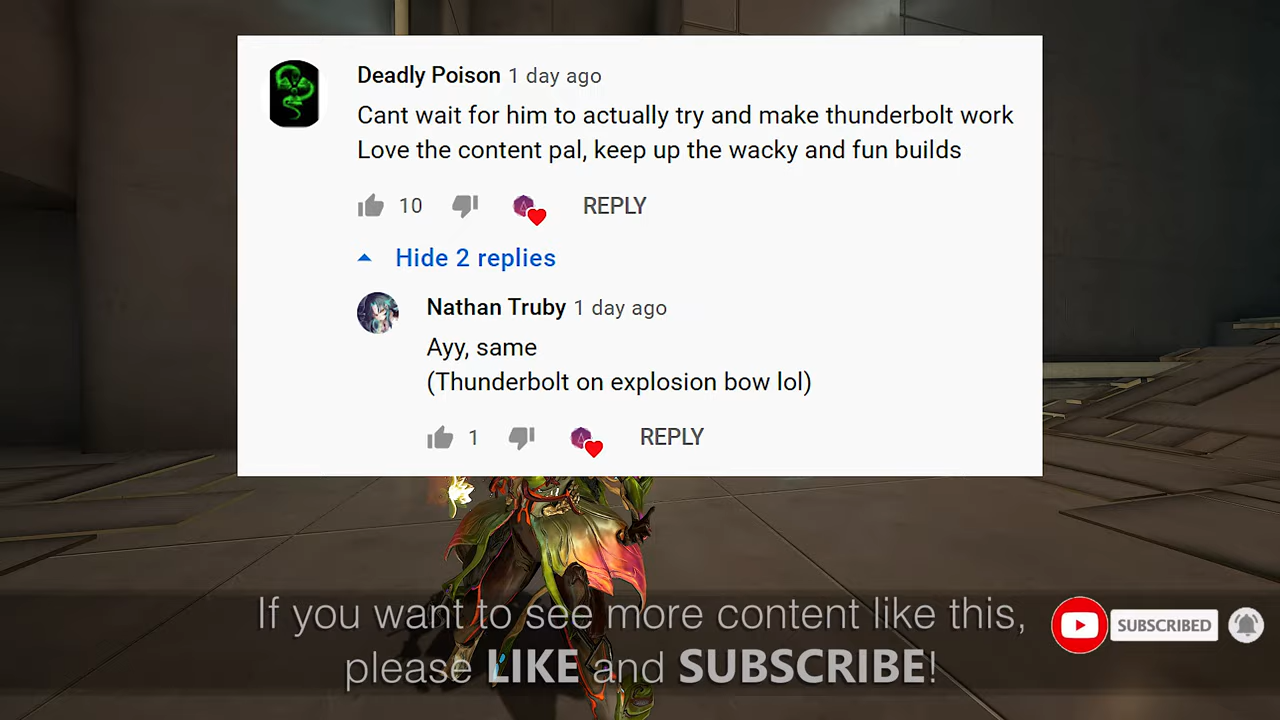 Deadly Poison 1 day ago
Cant wait for him to actually try and make thunderbolt work
Love the content pal, keep up the wacky and fun builds
10 REPLY
Hide 2 replies
Nathan Truby 1 day ago
Ayy, same
(Thunderbolt on explosion bow lol)
1 REPLY
If you want to see more content like this,
please LIKE and SUBSCRIBE!
SUBSCRIBED